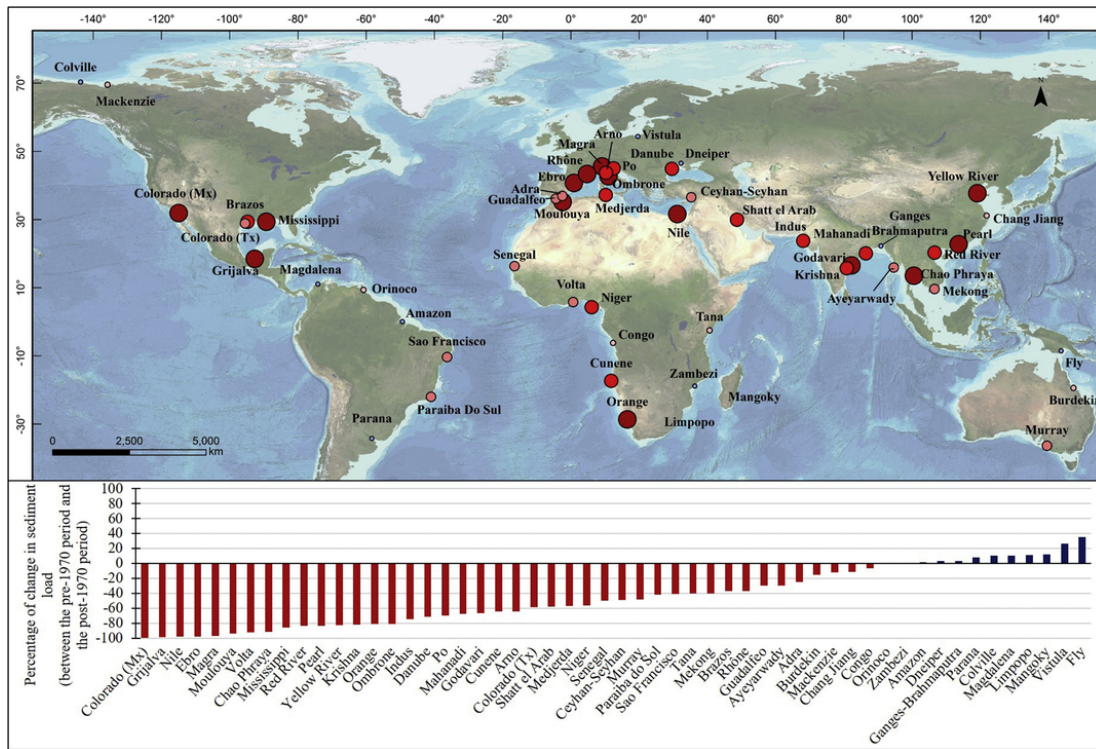 -140° -120° -100° -80° -60° -40° -20° 0° 20° 40° 60° 80° 100° 120° 140°
70°
50°
30°
10°
-10°
-30°
N
Colville
Mackenzie
Colorado (Mx)
Brazos
Mississippi
Colorado (Tx)
Grijalva
Magdalena
Orinoco
Amazon
Sao Francisco
Paraiba Do Sul
Parana
Arno
Vistula
Magra
Rhône
Po
Danube
Dneiper
Ebro
Ombrone
Adra
Guadalfeo
Moulouya
Medjerda
Ceyhan-Seyhan
Nile
Shatt el Arab
Senegal
Volta
Niger
Congo
Tana
Cunene
Zambezi
Orange
Mangoky
Limpopo
Yellow River
Chang Jiang
Ganges
Brahmaputra
Indus
Mahanadi
Pearl
Godavari
Red River
Krishna
Chao Phraya
Ayeyarwady
Mekong
Fly
Burdekin
Murray
0 2,500 5,000
km
Percentage of change in sediment
load
(between the pre-1970 period and
the post-1970 period)
100
80
60
40
20
0
-20
-40
-60
-80
-100
Colorado (Mx)
Grijalva
Nile
Ebro
Magra
Moulouya
Volta
Chao Phraya
Mississippi
Red River
Pearl
Yellow River
Krishna
Orange
Ombrone
Indus
Danube
Po
Mahanadi
Godavari
Cunene
Arno
Colorado (Tx)
Shatt el Arab
Medjerda
Niger
Senegal
Ceyhan-Seyhan
Murray
Paraiba do Sol
Sao Francisco
Tana
Mekong
Brazos
Rhône
Guadalfeo
Ayeyarwady
Adra
Burdekin
Mackenzie
Chang Jiang
Congo
Orinoco
Zambezi
Amazon
Dnieper
Ganges-Brahmaputra
Parana
Colville
Magdalena
Limpopo
Mangoky
Vistula
Fly